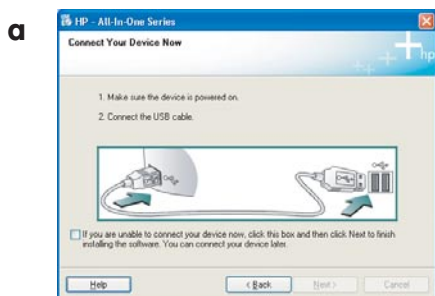 a
HP - All-In-One Series
Connect Your Device Now
hp
1. Make sure the device is powered on.
2. Connect the USB cable.
If you are unable to connect your device now, click this box and then click Next to finish
installing the software. You can connect your device later.
Help
< Back
Next >
Cancel